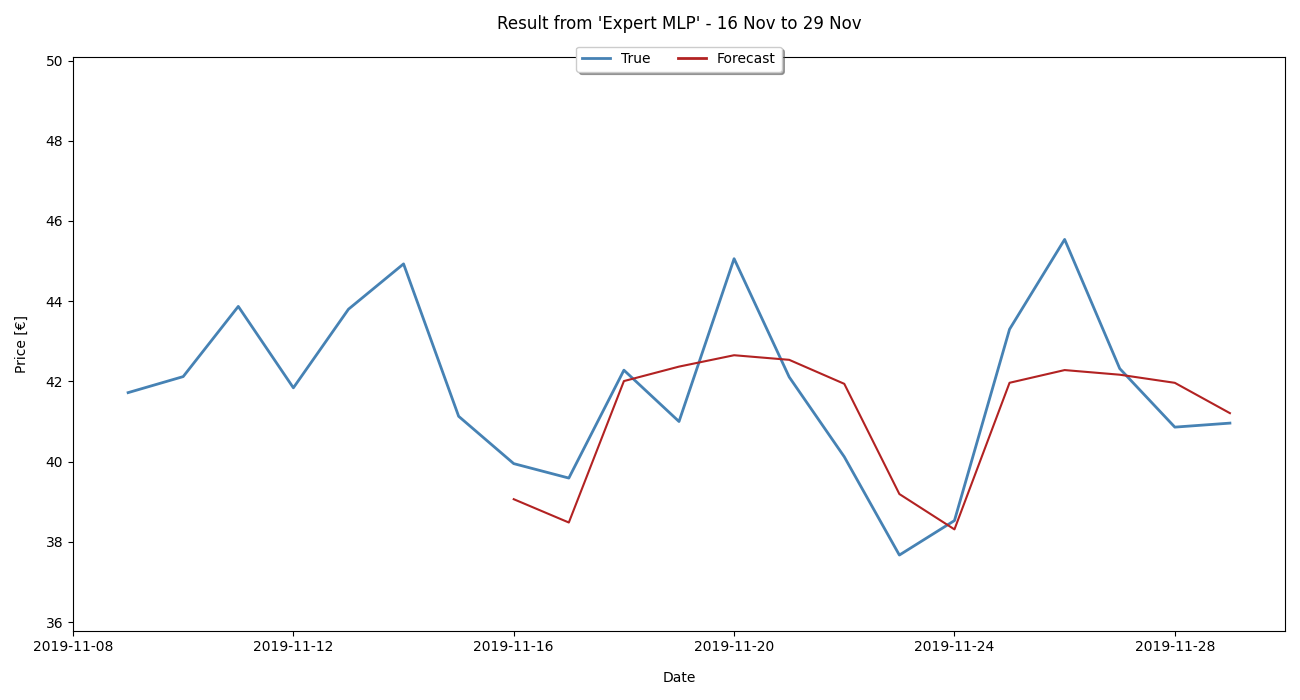 Result from 'Expert MLP' - 16 Nov to 29 Nov
True Forecast
50
48
46
44
42
40
38
36
Price [€]
2019-11-08 2019-11-12 2019-11-16 2019-11-20 2019-11-24 2019-11-28
Date